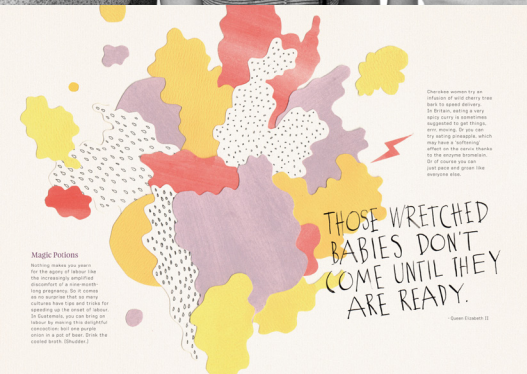 Cherokee women try an
infusion of wild cherry tree
bark to speed delivery.
In Britain, eating a very
spicy curry is sometimes
suggested to get things,
erm, moving. Or you can
try eating pineapple, which
may have a 'softening'
effect on the cervix thanks
to the enzyme bromelain.
Or of course you can
just pace and groan like
everyone else.
THOSE WRETCHED
BABIES DON'T
COME UNTIL THEY
ARE READY.
- Queen Elizabeth II
Magic Potions
Nothing makes you yearn
for the agony of labour like
the increasingly amplified
discomfort of a nine-month-
long pregnancy. So it comes
as no surprise that so many
cultures have tips and tricks for
speeding up the onset of labour.
In Guatemala, you can bring on
labour by making this delightful
concoction: boil one purple
onion in a pot of beer. Drink the
cooled broth. (Shudder.)